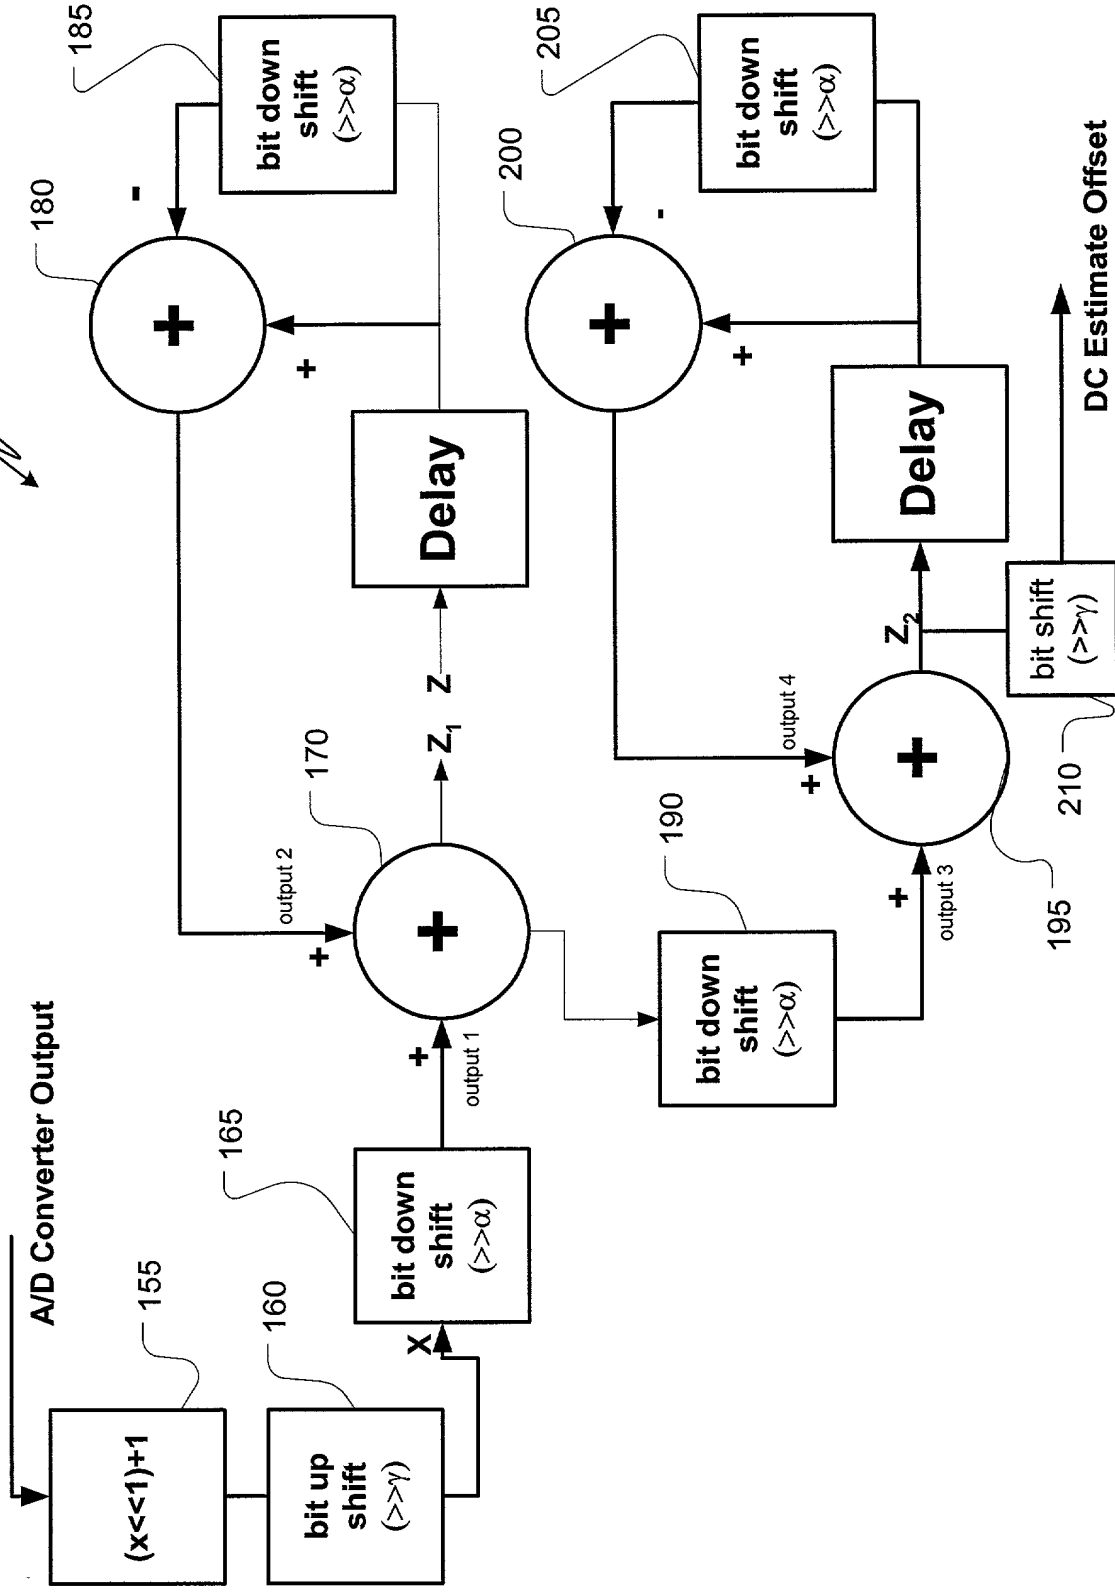 A/D Converter Output
(x<<1)+1
155
bit up
shift
(>>γ)
160
X
bit down
shift
(>>α)
165
+
output 1
+
170
+
output 2
Z₁
Z
Delay
+
+
180
-
bit down
shift
(>>α)
185
bit down
shift
(>>α)
190
+
output 3
+
195
+
output 4
Z₂
Delay
+
+
200
-
bit down
shift
(>>α)
205
bit shift
(>>γ)
210
DC Estimate Offset